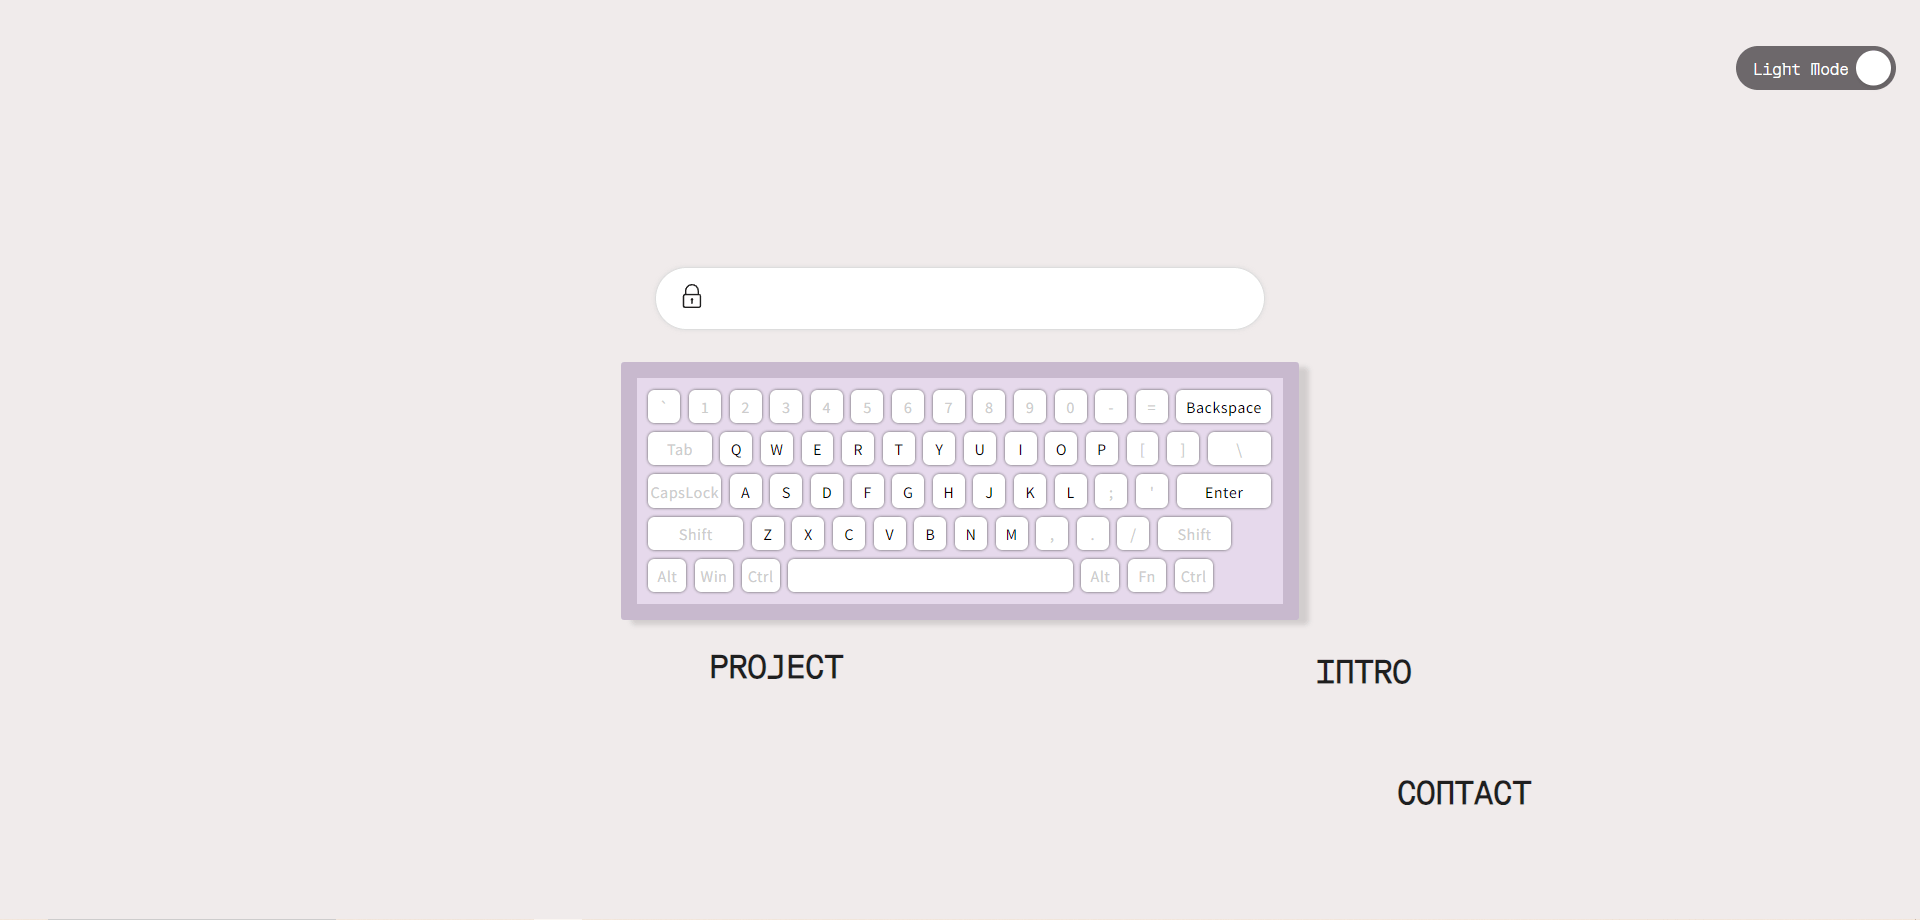 Light Mode
` 1 2 3 4 5 6 7 8 9 0 - = Backspace
Tab Q W E R T Y U I O P [ ] \
CapsLock A S D F G H J K L ; ' Enter
Shift Z X C V B N M , . / Shift
Alt Win Ctrl Alt Fn Ctrl
PROJECT
INTRO
CONTACT